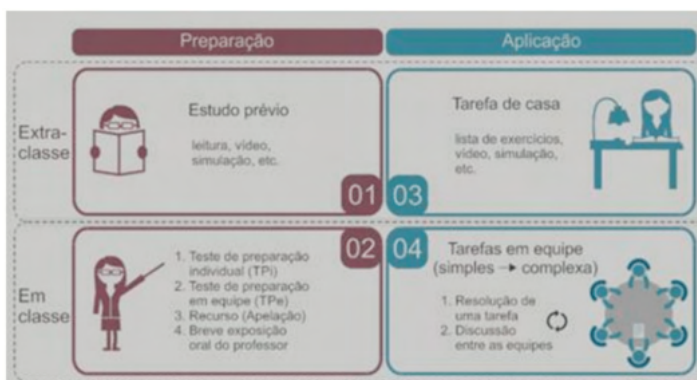 Preparação
Aplicação
Extra-
classe
Estudo prévio
leitura, vídeo,
simulação, etc.
01
03
Tarefa de casa
lista de exercícios,
vídeo, simulação,
etc.
Em
classe
1. Teste de preparação
individual (TPi)
2. Teste de preparação
em equipe (TPe)
3. Recurso (Apelação)
4. Breve exposição
oral do professor
02
04
Tarefas em equipe
(simples → complexa)
1. Resolução de
uma tarefa
2. Discussão
entre as equipes